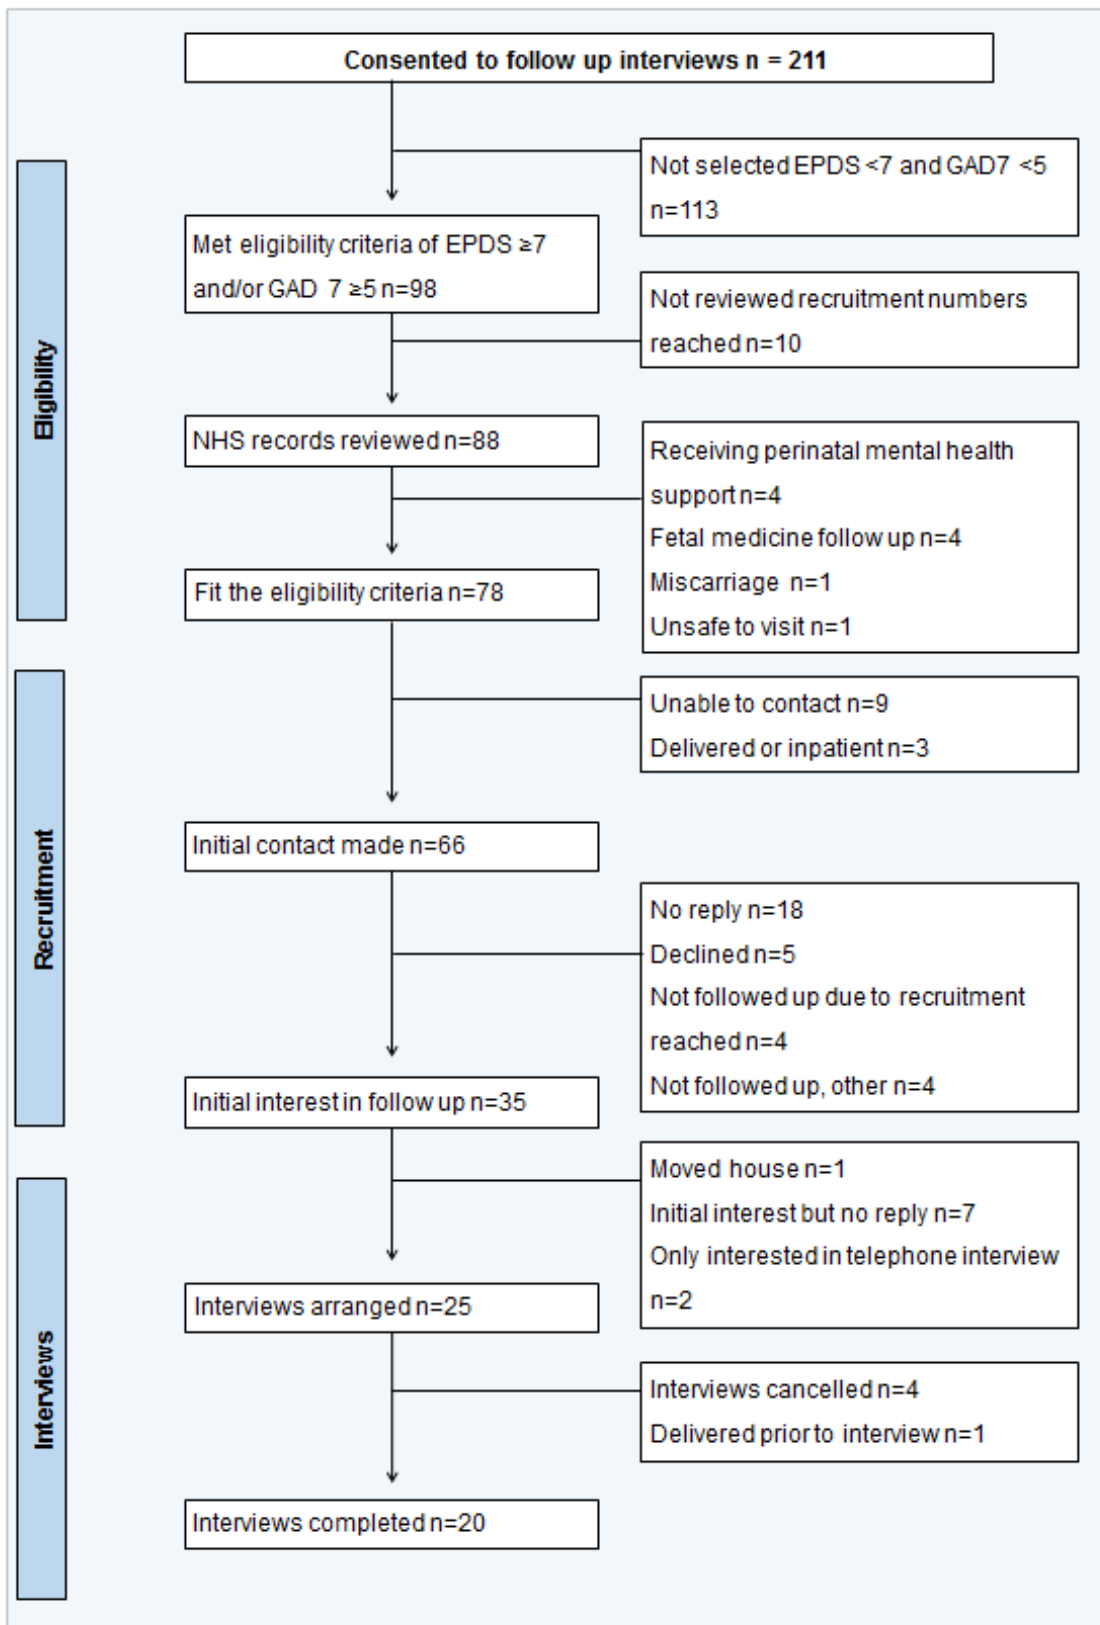 Consented to follow up interviews n = 211
Not selected EPDS <7 and GAD7 <5
n=113
Eligibility
Met eligibility criteria of EPDS ≥7
and/or GAD 7 ≥5 n=98
Not reviewed recruitment numbers
reached n=10
NHS records reviewed n=88
Receiving perinatal mental health
support n=4
Fetal medicine follow up n=4
Miscarriage n=1
Unsafe to visit n=1
Fit the eligibility criteria n=78
Recruitment
Unable to contact n=9
Delivered or inpatient n=3
Initial contact made n=66
No reply n=18
Declined n=5
Not followed up due to recruitment
reached n=4
Not followed up, other n=4
Initial interest in follow up n=35
Interviews
Moved house n=1
Initial interest but no reply n=7
Only interested in telephone interview
n=2
Interviews arranged n=25
Interviews cancelled n=4
Delivered prior to interview n=1
Interviews completed n=20